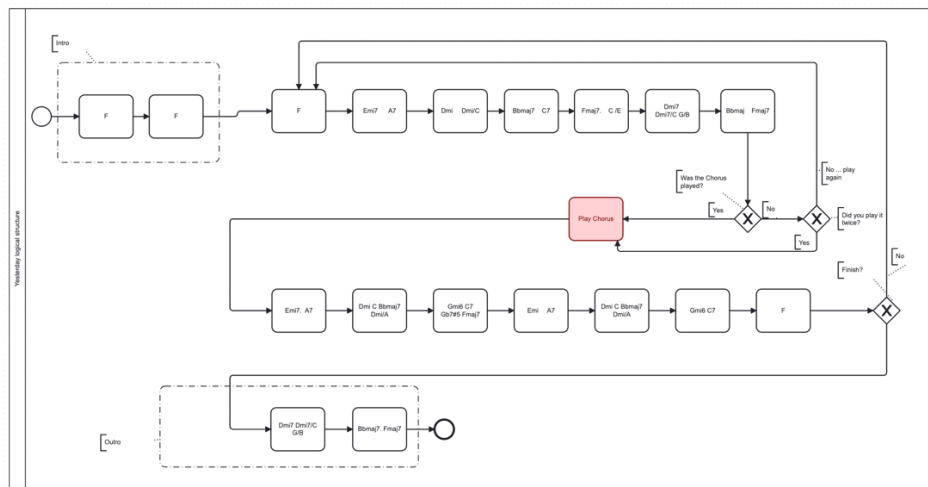 Yesterday logical structure
Intro
F
F
F
Emi7 A7
Dmi Dmi/C
Bbmaj7 C7
Fmaj7. C /E
Dmi7
Dmi7/C G/B
Bbmaj Fmaj7
Was the Chorus
played?
Yes
No
No ... play
again
Did you play it
twice?
Yes
Play Chorus
Emi7. A7
Dmi C Bbmaj7
Dmi/A
Gmi6 C7
Gb7#5 Fmaj7
Emi A7
Dmi C Bbmaj7
Dmi/A
Gmi6 C7
F
Finish?
No
Outro
Dmi7 Dmi7/C
G/B
Bbmaj7. Fmaj7